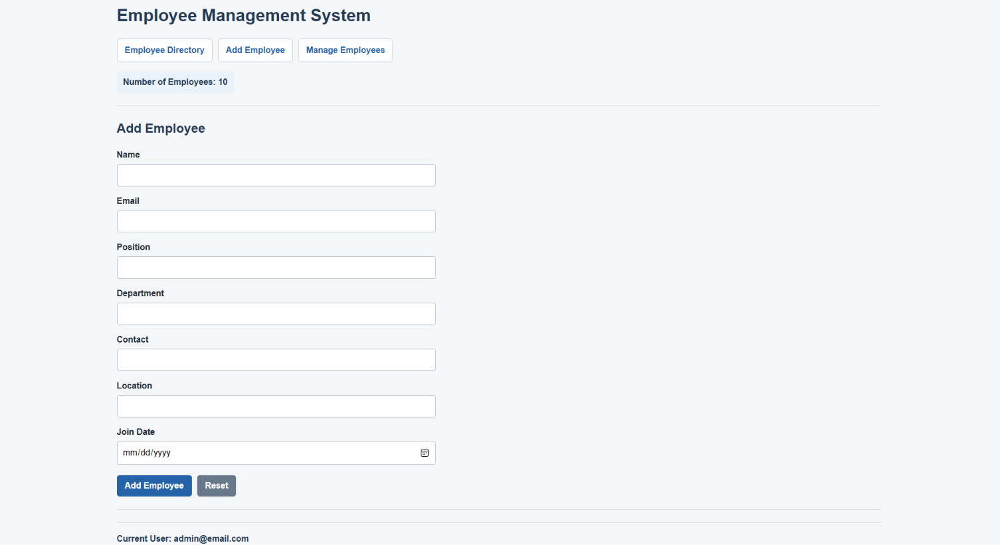 Employee Management System
Employee Directory Add Employee Manage Employees
Number of Employees: 10
Add Employee
Name
Email
Position
Department
Contact
Location
Join Date
mm/dd/yyyy
Add Employee Reset
Current User: admin@email.com